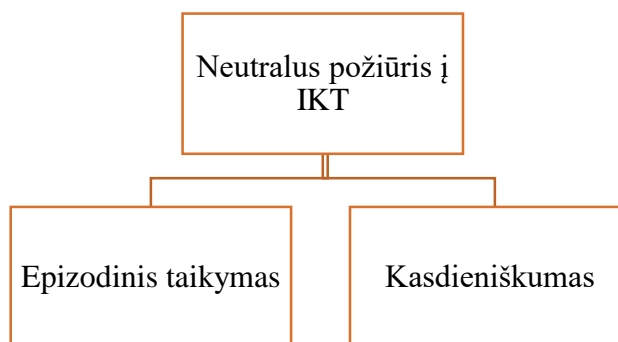 Neutralus požiūris į
IKT
Epizodinis taikymas
Kasdieniškumas